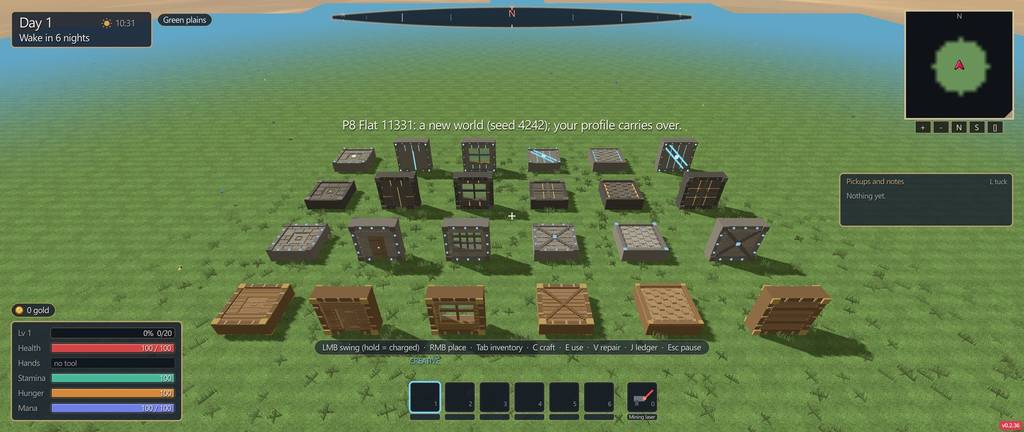 Day 1
10:31
Wake in 6 nights
Green plains
N
N
+ - N S []
P8 Flat 11331: a new world (seed 4242); your profile carries over.
Pickups and notes
L tuck
Nothing yet.
0 gold
Lv 1
0% 0/20
Health
100 / 100
Hands
no tool
Stamina
100
Hunger
100
Mana
100 / 100
LMB swing (hold = charged) · RMB place · Tab inventory · C craft · E use · V repair · J ledger · Esc pause
CREATIVE
1 2 3 4 5 6 0
Mining laser
v0.2.36